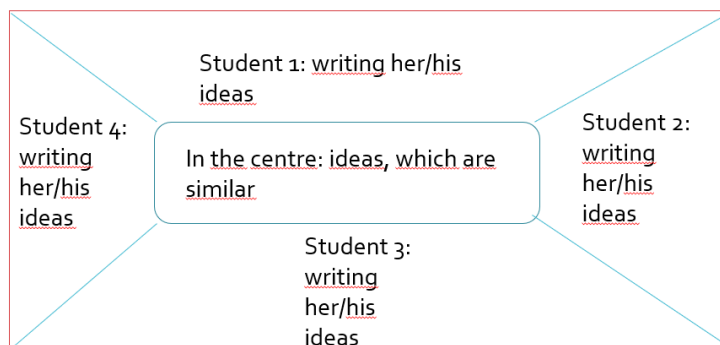 Student 1: writing her/his
ideas
Student 4:
writing
her/his
ideas
In the centre: ideas, which are
similar
Student 2:
writing
her/his
ideas
Student 3:
writing
her/his
ideas